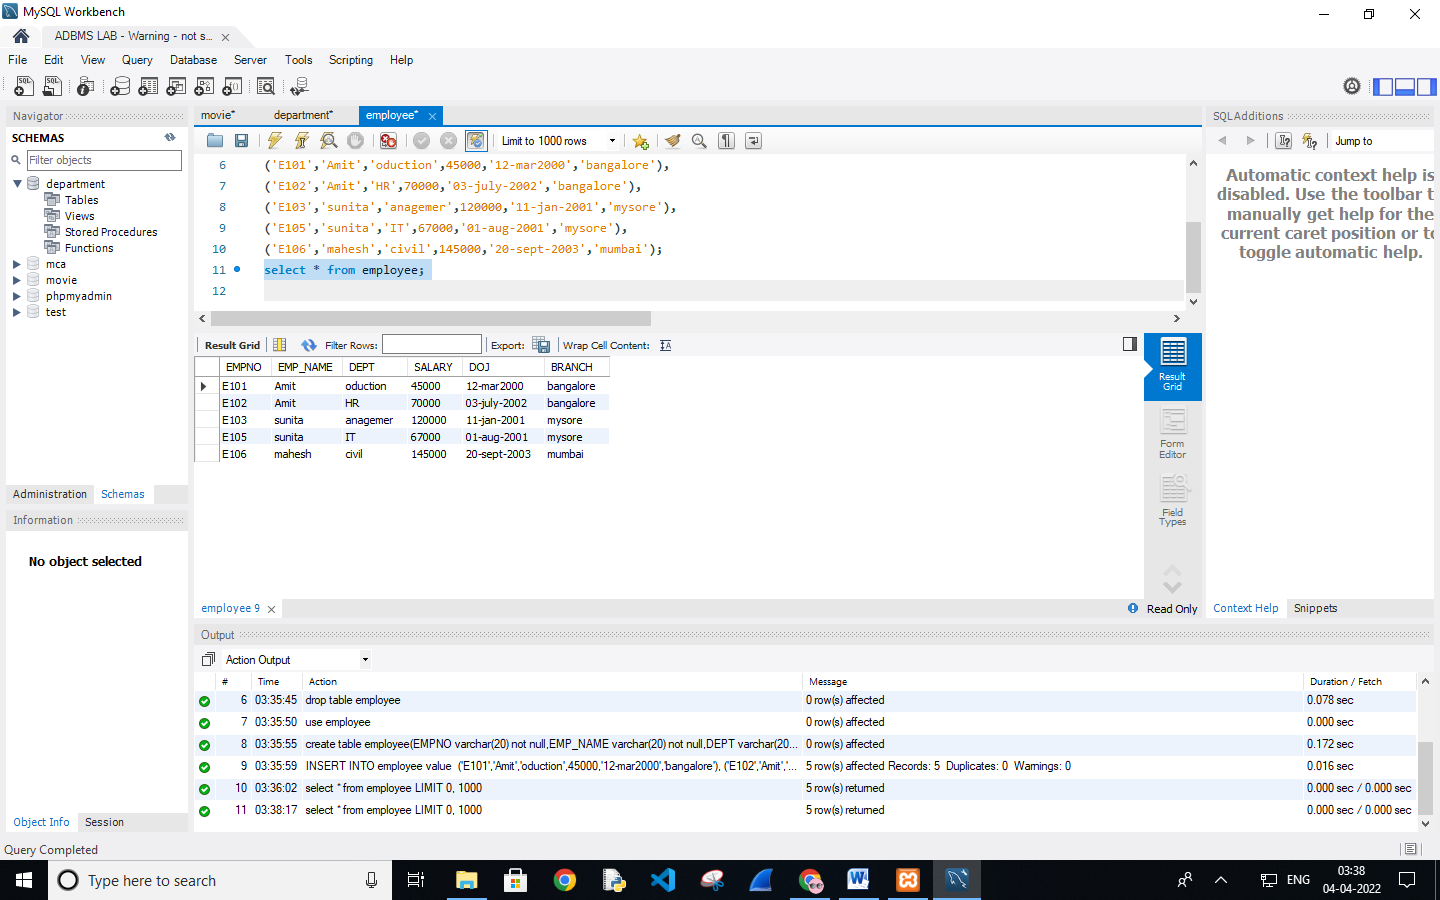 MySQL Workbench
ADBMS LAB - Warning - not s...
File Edit View Query Database Server Tools Scripting Help
Navigator
SCHEMAS
Filter objects
department
Tables
Views
Stored Procedures
Functions
mca
movie
phpmyadmin
test
Administration Schemas
Information
No object selected
Object Info Session
movie* department* employee*
Limit to 1000 rows
6 ('E101','Amit','oduction',45000,'12-mar2000','bangalore'),
7 ('E102','Amit','HR',70000,'03-july-2002','bangalore'),
8 ('E103','sunita','anagemer',120000,'11-jan-2001','mysore'),
9 ('E105','sunita','IT',67000,'01-aug-2001','mysore'),
10 ('E106','mahesh','civil',145000,'20-sept-2003','mumbai');
11 select * from employee;
12
Result Grid Filter Rows: Export: Wrap Cell Content:
EMPNO EMP_NAME DEPT SALARY DOJ BRANCH
E101 Amit oduction 45000 12-mar2000 bangalore
E102 Amit HR 70000 03-july-2002 bangalore
E103 sunita anagemer 120000 11-jan-2001 mysore
E105 sunita IT 67000 01-aug-2001 mysore
E106 mahesh civil 145000 20-sept-2003 mumbai
Result
Grid
Form
Editor
Field
Types
employee 9
Read Only
SQLAdditions
Jump to
Automatic context help is
disabled. Use the toolbar t
manually get help for the
current caret position or to
toggle automatic help.
Context Help Snippets
Output
Action Output
# Time Action Message Duration / Fetch
6 03:35:45 drop table employee 0 row(s) affected 0.078 sec
7 03:35:50 use employee 0 row(s) affected 0.000 sec
8 03:35:55 create table employee(EMPNO varchar(20) not null,EMP_NAME varchar(20) not null,DEPT varchar(20... 0 row(s) affected 0.172 sec
9 03:35:59 INSERT INTO employee value ('E101','Amit','oduction',45000,'12-mar2000','bangalore'), ('E102','Amit','... 5 row(s) affected Records: 5 Duplicates: 0 Warnings: 0 0.016 sec
10 03:36:02 select * from employee LIMIT 0, 1000 5 row(s) returned 0.000 sec / 0.000 sec
11 03:38:17 select * from employee LIMIT 0, 1000 5 row(s) returned 0.000 sec / 0.000 sec
Query Completed
Type here to search
ENG
03:38
04-04-2022